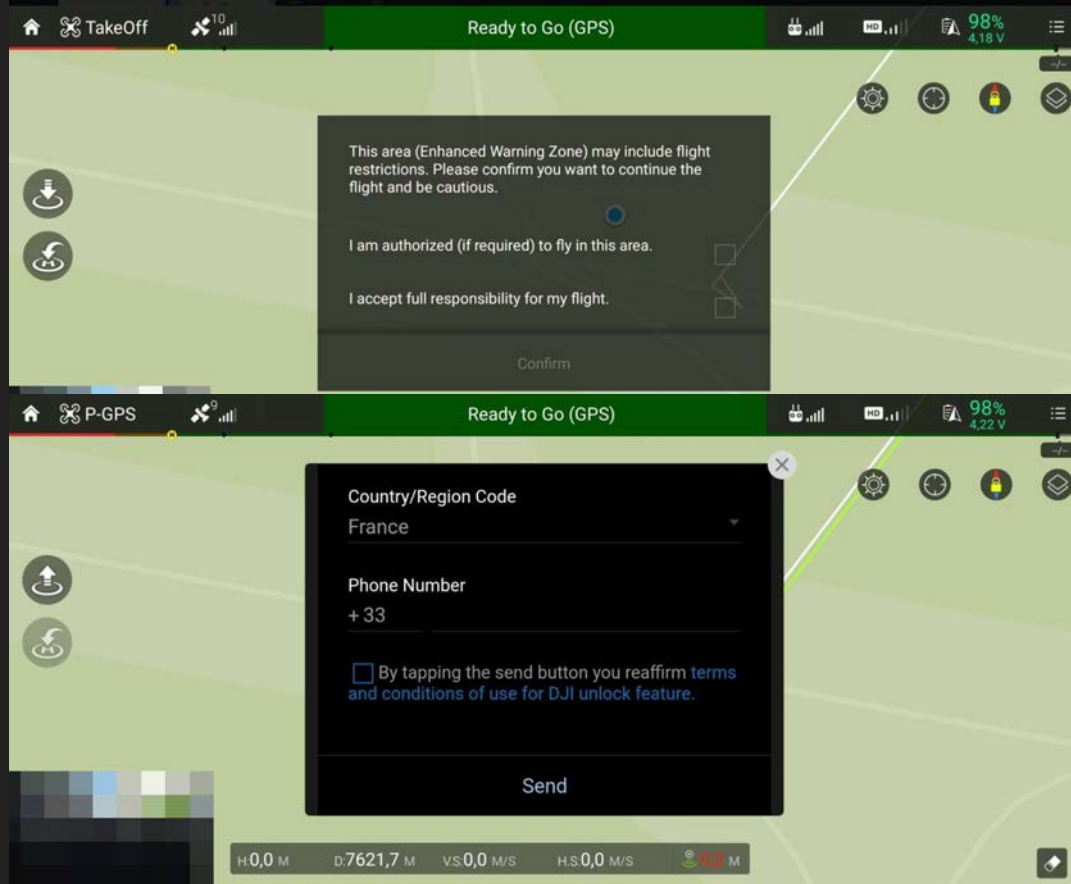 TakeOff
10
Ready to Go (GPS)
HD
98%
4,18 V
--/--
This area (Enhanced Warning Zone) may include flight
restrictions. Please confirm you want to continue the
flight and be cautious.
I am authorized (if required) to fly in this area.
I accept full responsibility for my flight.
Confirm
P-GPS
9
Ready to Go (GPS)
HD
98%
4,22 V
--/--
Country/Region Code
France
Phone Number
+ 33
By tapping the send button you reaffirm terms
and conditions of use for DJI unlock feature.
Send
H:0,0 M
D:7621,7 M
V.S:0,0 M/S
H.S:0,0 M/S
0.2 M